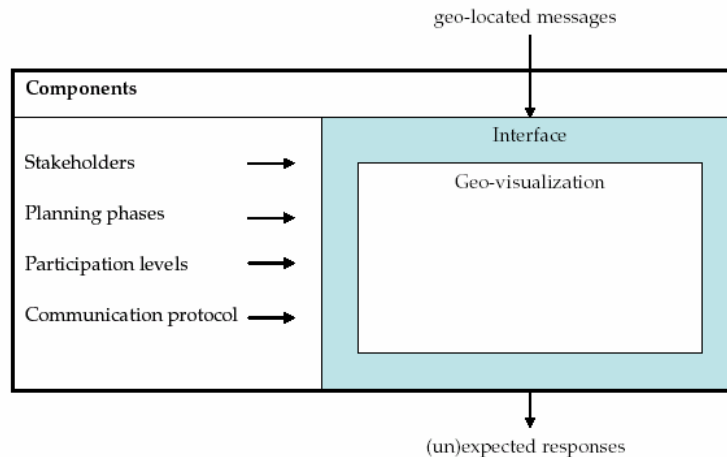 geo-located messages
Components
Interface
Geo-visualization
Stakeholders
Planning phases
Participation levels
Communication protocol
(un)expected responses